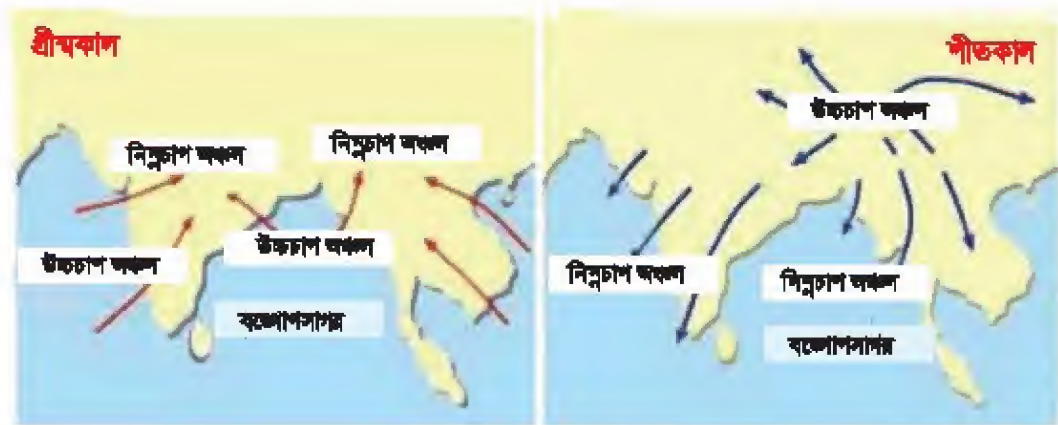 গ্রীষ্মকাল
নিম্নচাপ অঞ্চল
নিম্নচাপ অঞ্চল
উচ্চচাপ অঞ্চল
উচ্চচাপ অঞ্চল
বঙ্গোপসাগর
শীতকাল
উচ্চচাপ অঞ্চল
নিম্নচাপ অঞ্চল
নিম্নচাপ অঞ্চল
বঙ্গোপসাগর